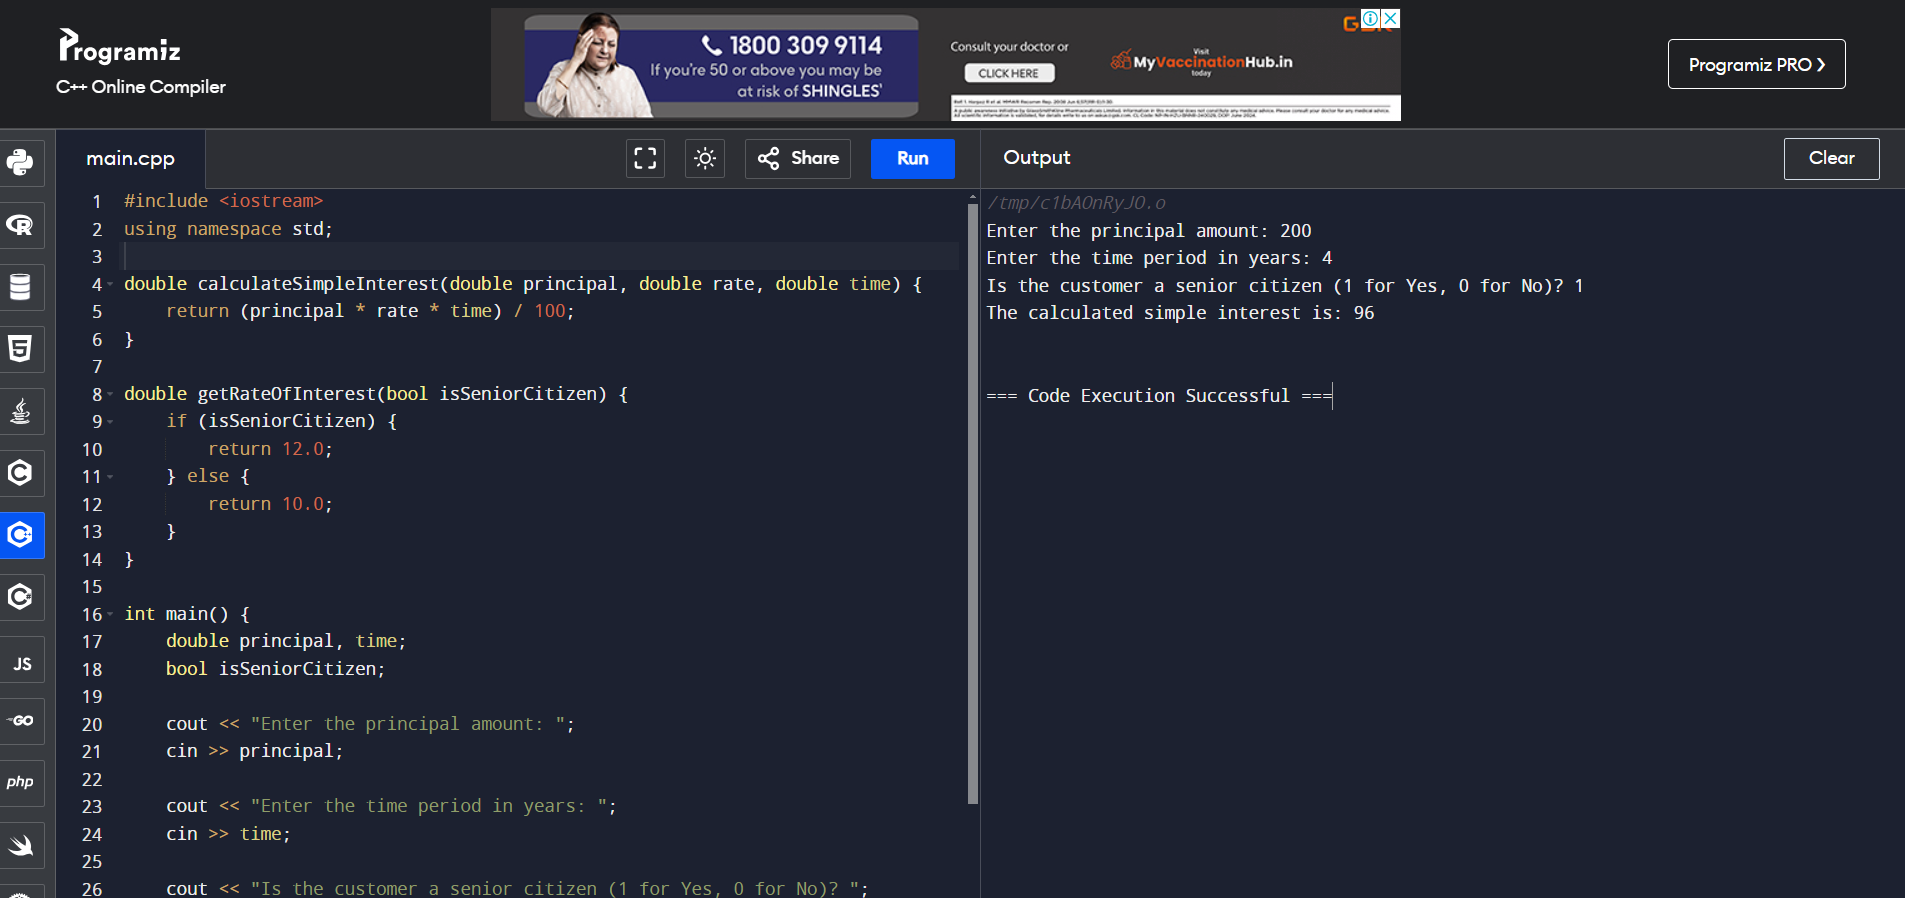 Programiz
C++ Online Compiler
1800 309 9114
If you're 50 or above you may be
at risk of SHINGLES'
Consult your doctor or
CLICK HERE
Visit
MyVaccinationHub.in
today
Programiz PRO ❯
main.cpp
Share
Run
Output
Clear
1 #include <iostream>
2 using namespace std;
3
4 double calculateSimpleInterest(double principal, double rate, double time) {
5     return (principal * rate * time) / 100;
6 }
7
8 double getRateOfInterest(bool isSeniorCitizen) {
9     if (isSeniorCitizen) {
10         return 12.0;
11     } else {
12         return 10.0;
13     }
14 }
15
16 int main() {
17     double principal, time;
18     bool isSeniorCitizen;
19
20     cout << "Enter the principal amount: ";
21     cin >> principal;
22
23     cout << "Enter the time period in years: ";
24     cin >> time;
25
26     cout << "Is the customer a senior citizen (1 for Yes, 0 for No)? ";
/tmp/c1bAOnRyJO.o
Enter the principal amount: 200
Enter the time period in years: 4
Is the customer a senior citizen (1 for Yes, 0 for No)? 1
The calculated simple interest is: 96
=== Code Execution Successful ===
R
5
C
C++
C#
JS
GO
php